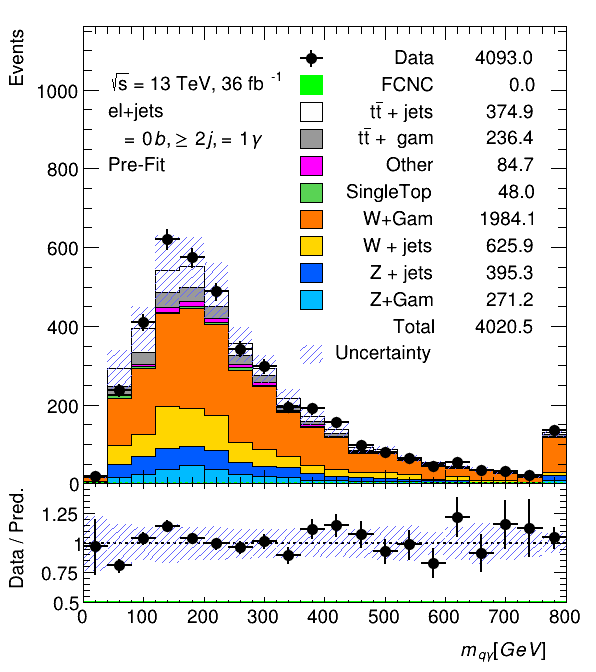 Events
1000
800
600
400
200
0
√s = 13 TeV, 36 fb⁻¹
el+jets
= 0b, ≥ 2j, = 1γ
Pre-Fit
Data 4093.0
FCNC 0.0
tt̄ + jets 374.9
tt̄ + gam 236.4
Other 84.7
SingleTop 48.0
W+Gam 1984.1
W + jets 625.9
Z + jets 395.3
Z+Gam 271.2
Total 4020.5
Uncertainty
Data / Pred.
1.25
1
0.75
0.5
0 100 200 300 400 500 600 700 800
m_qγ[GeV]